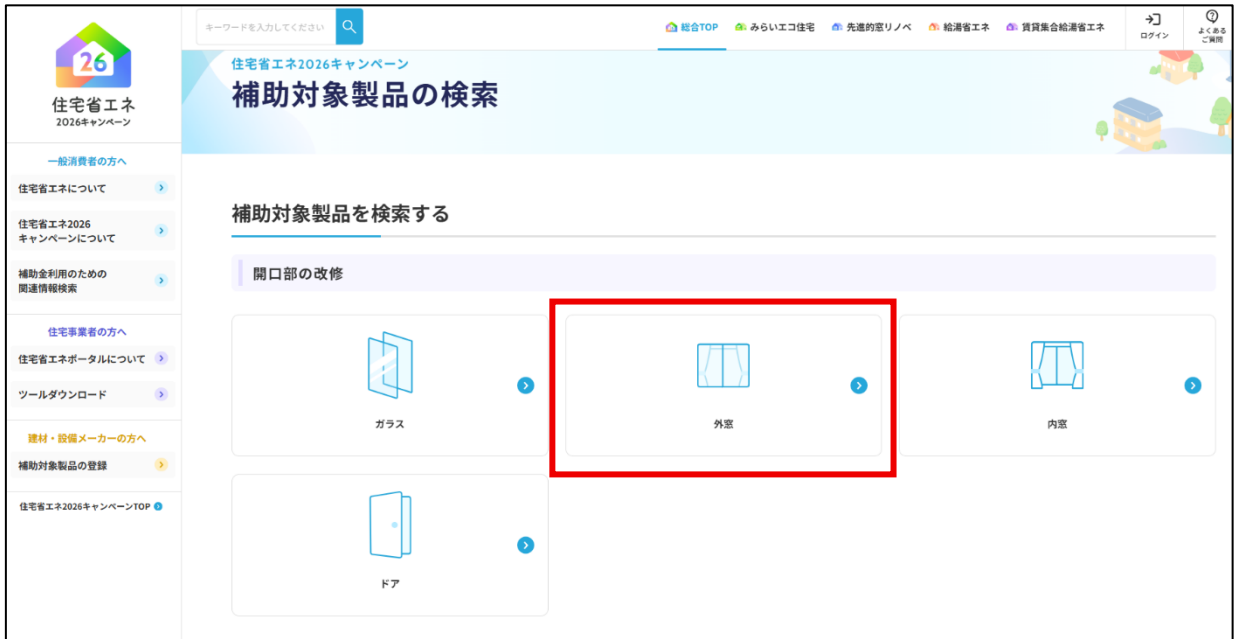 26
住宅省エネ
2026キャンペーン
一般消費者の方へ
住宅省エネについて
住宅省エネ2026
キャンペーンについて
補助金利用のための
関連情報検索
住宅事業者の方へ
住宅省エネポータルについて
ツールダウンロード
建材・設備メーカーの方へ
補助対象製品の登録
住宅省エネ2026キャンペーンTOP
キーワードを入力してください
総合TOP
みらいエコ住宅
先進的窓リノベ
給湯省エネ
賃貸集合給湯省エネ
ログイン
よくある
ご質問
住宅省エネ2026キャンペーン
補助対象製品の検索
補助対象製品を検索する
開口部の改修
ガラス
外窓
内窓
ドア